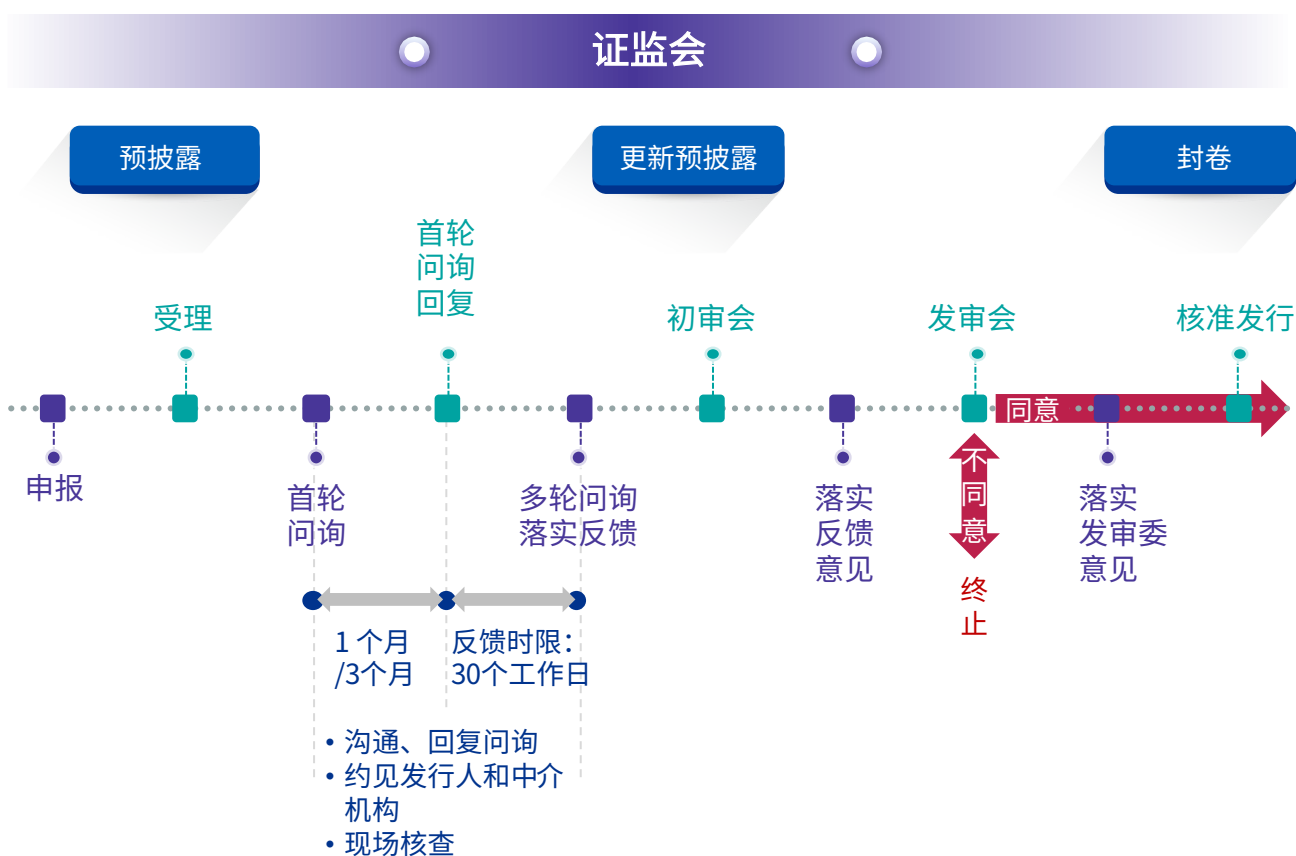 证监会
预披露
更新预披露
封卷
首轮
问询
回复
受理
初审会
发审会
核准发行
同意
申报
首轮
问询
多轮问询
落实反馈
落实
反馈
意见
不
同
意
终
止
落实
发审委
意见
1个月
/3个月
反馈时限：
30个工作日
•沟通、回复问询
•约见发行人和中介
机构
•现场核查